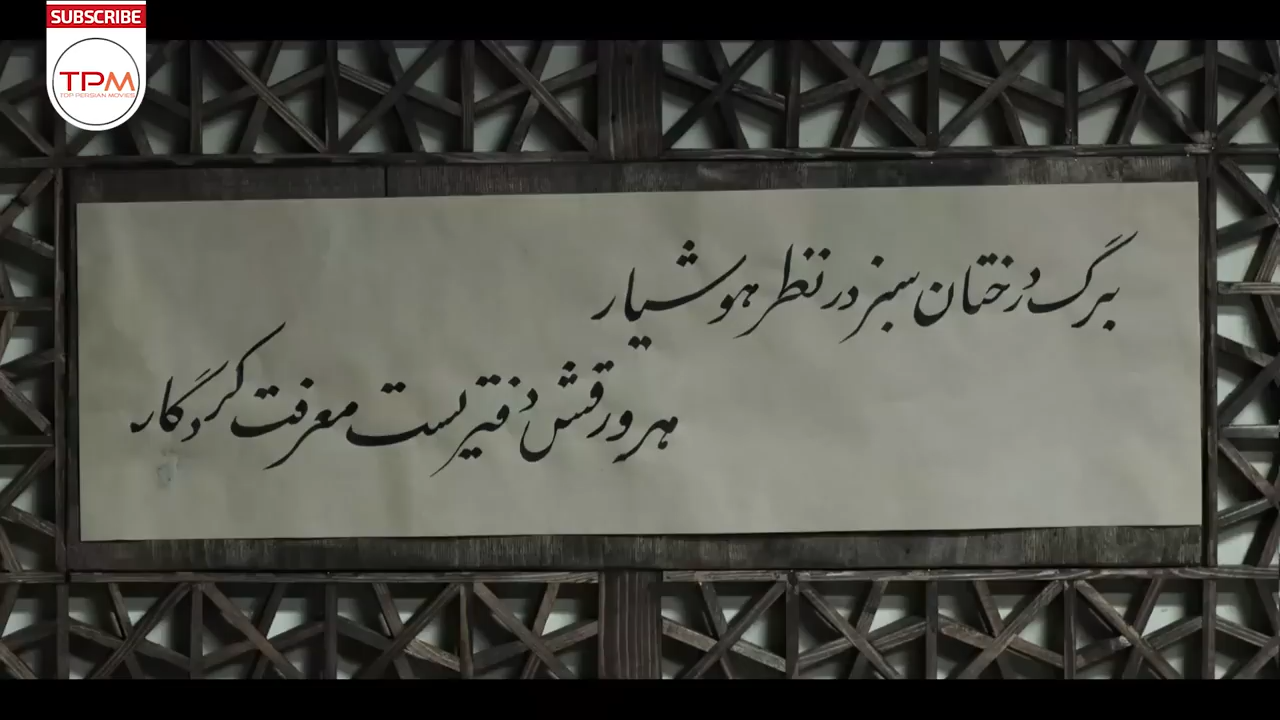 SUBSCRIBE
TPM
TOP PERSIAN MOVIES
برگ درختان سبز در نظر هوشیار
هر ورقش دفتریست معرفت کردگار